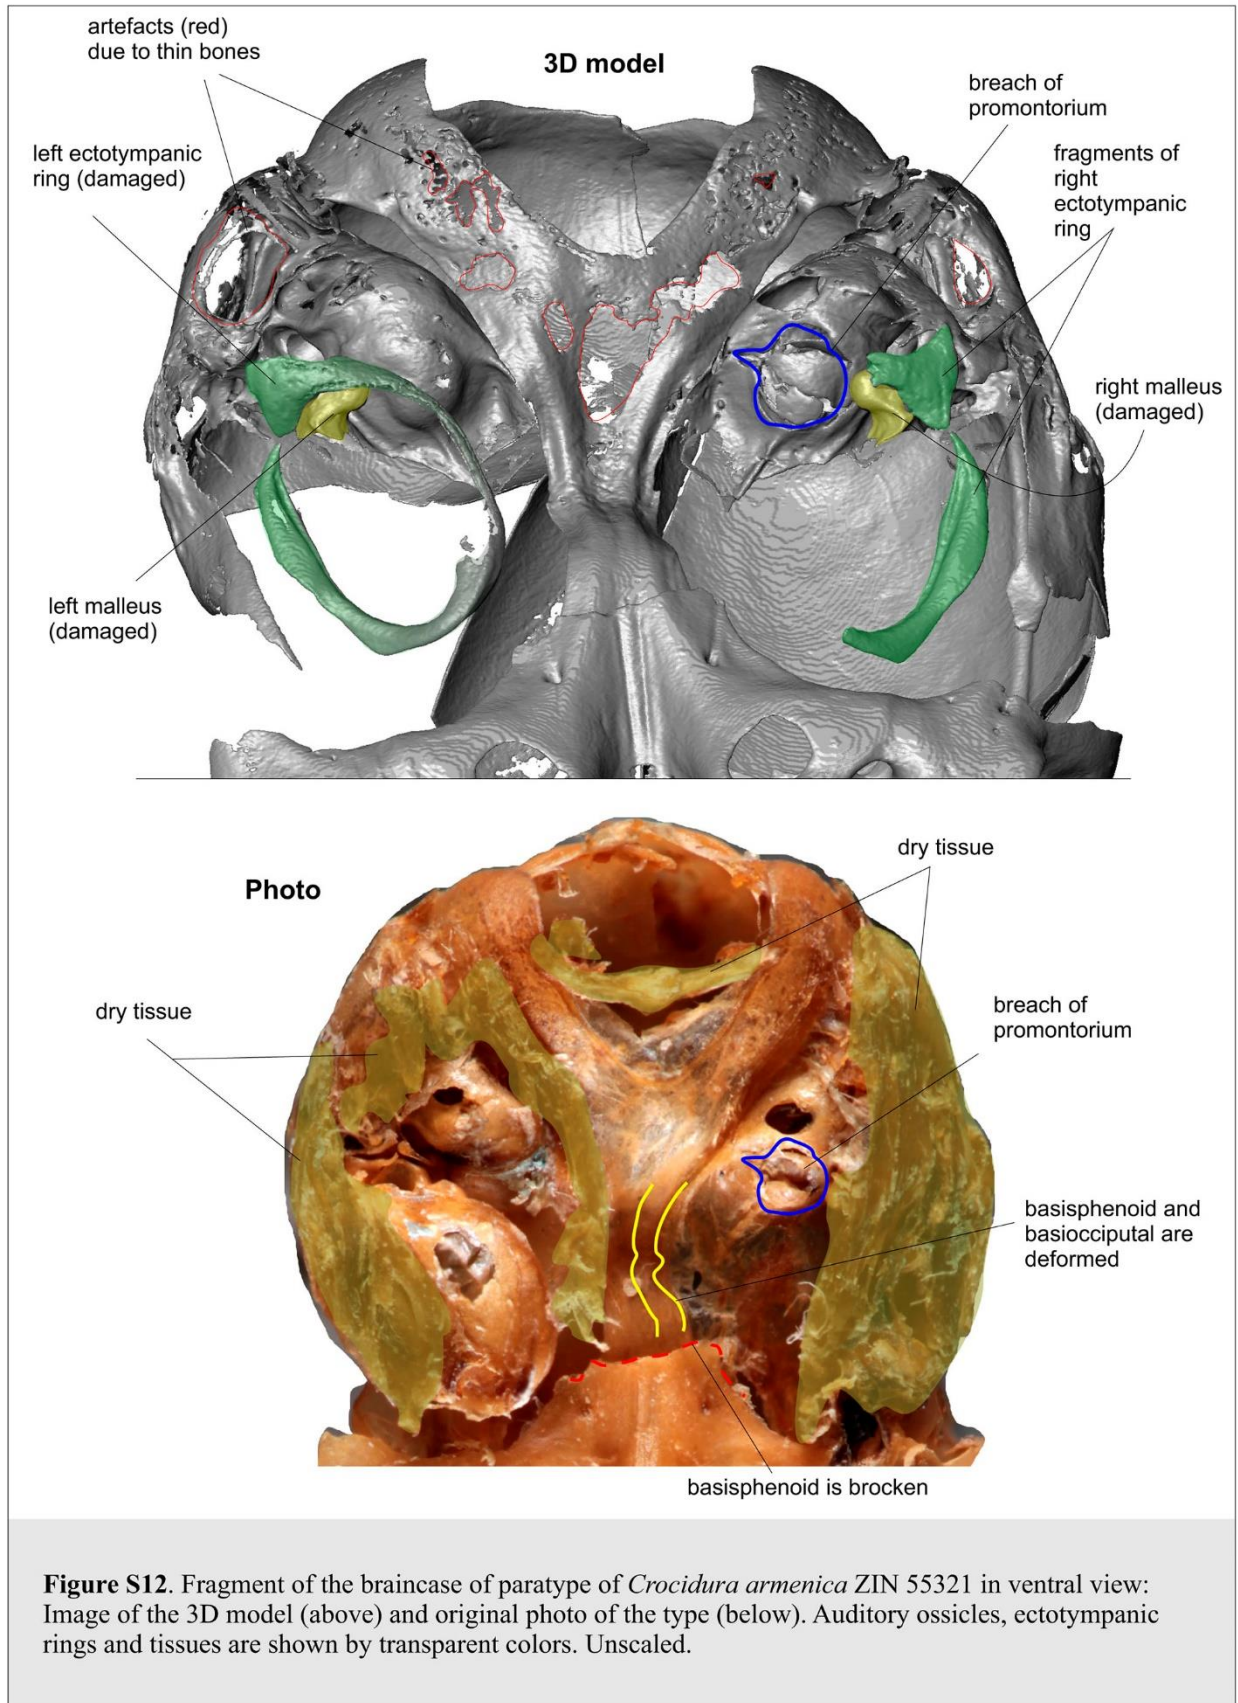 artefacts (red)
due to thin bones
3D model
breach of
promontorium
left ectotympanic
ring (damaged)
fragments of
right
ectotympanic
ring
right malleus
(damaged)
left malleus
(damaged)
dry tissue
Photo
dry tissue
breach of
promontorium
basisphenoid and
basiocciputal are
deformed
basisphenoid is brocken
Figure S12. Fragment of the braincase of paratype of Crocidura armenica ZIN 55321 in ventral view:
Image of the 3D model (above) and original photo of the type (below). Auditory ossicles, ectotympanic
rings and tissues are shown by transparent colors. Unscaled.